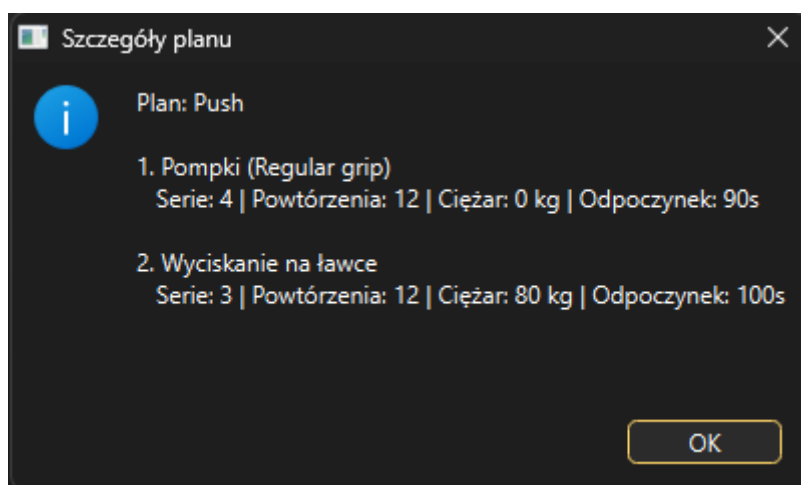 Szczegóły planu
Plan: Push
1. Pompki (Regular grip)
Serie: 4 | Powtórzenia: 12 | Ciężar: 0 kg | Odpoczynek: 90s
2. Wyciskanie na ławce
Serie: 3 | Powtórzenia: 12 | Ciężar: 80 kg | Odpoczynek: 100s
OK